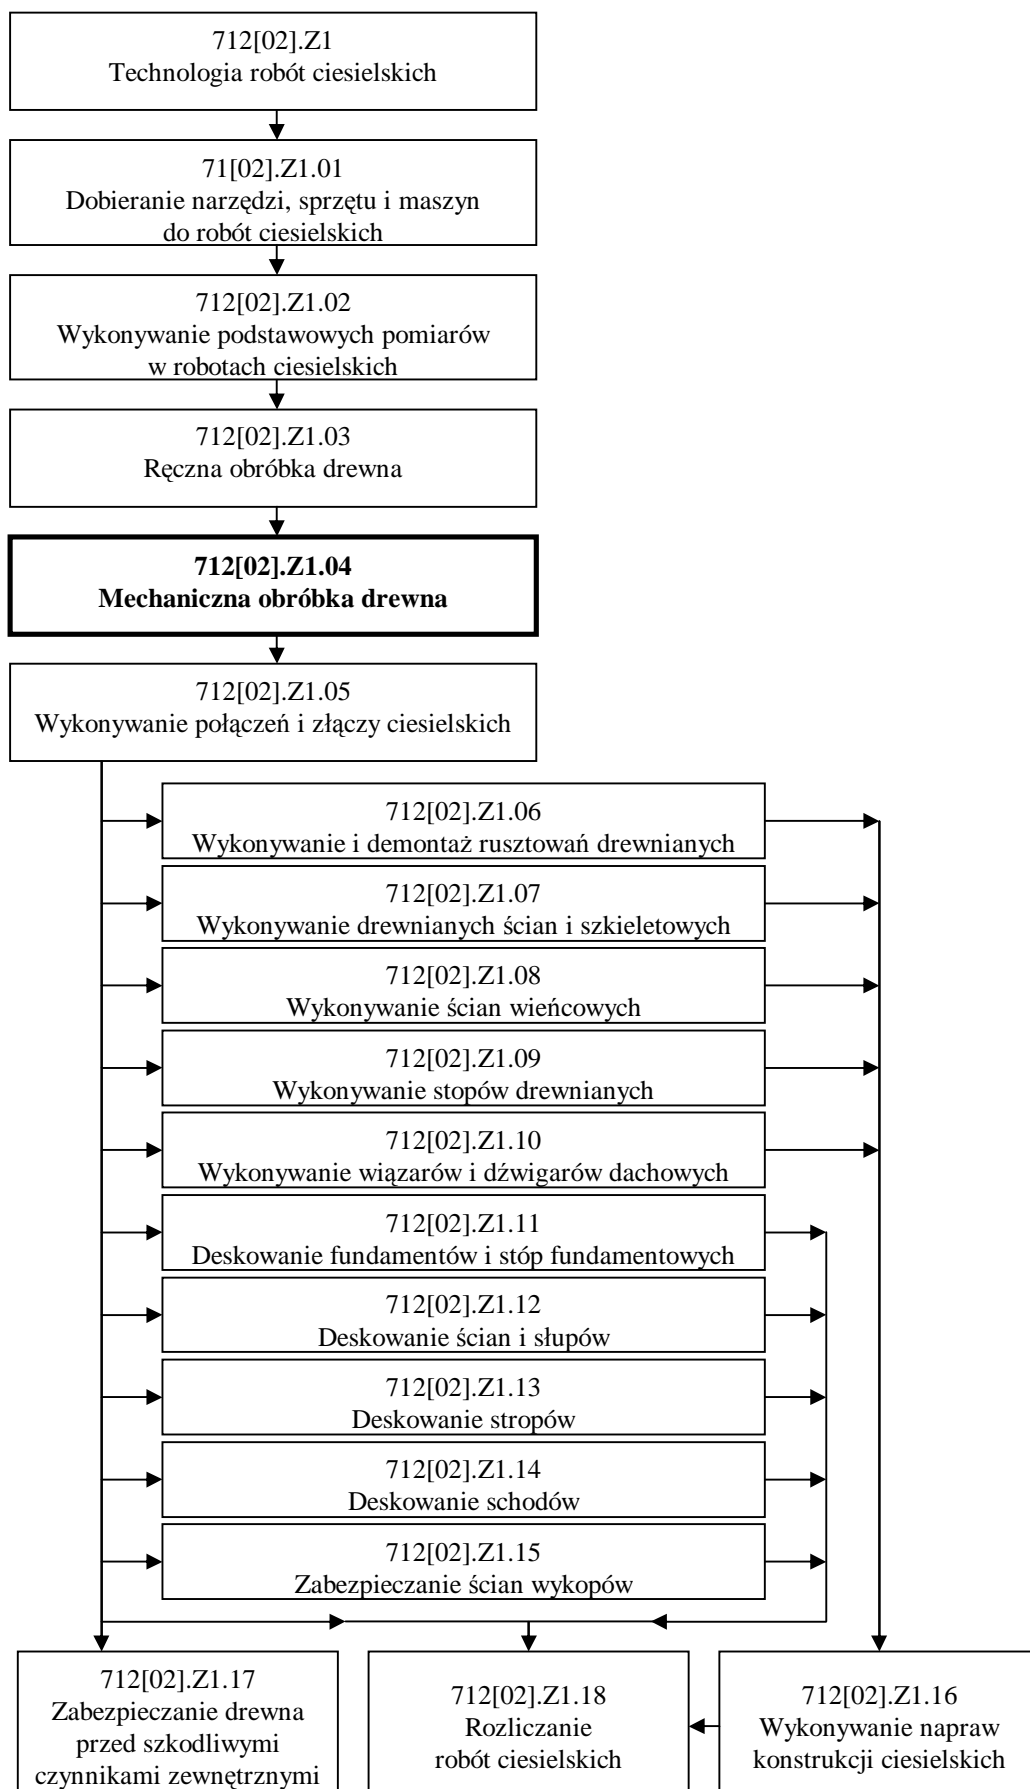 712[02].Z1
Technologia robót ciesielskich
71[02].Z1.01
Dobieranie narzędzi, sprzętu i maszyn
do robót ciesielskich
712[02].Z1.02
Wykonywanie podstawowych pomiarów
w robotach ciesielskich
712[02].Z1.03
Ręczna obróbka drewna
712[02].Z1.04
Mechaniczna obróbka drewna
712[02].Z1.05
Wykonywanie połączeń i złączy ciesielskich
712[02].Z1.06
Wykonywanie i demontaż rusztowań drewnianych
712[02].Z1.07
Wykonywanie drewnianych ścian i szkieletowych
712[02].Z1.08
Wykonywanie ścian wieńcowych
712[02].Z1.09
Wykonywanie stopów drewnianych
712[02].Z1.10
Wykonywanie wiązarów i dźwigarów dachowych
712[02].Z1.11
Deskowanie fundamentów i stóp fundamentowych
712[02].Z1.12
Deskowanie ścian i słupów
712[02].Z1.13
Deskowanie stropów
712[02].Z1.14
Deskowanie schodów
712[02].Z1.15
Zabezpieczanie ścian wykopów
712[02].Z1.17
Zabezpieczanie drewna
przed szkodliwymi
czynnikami zewnętrznymi
712[02].Z1.18
Rozliczanie
robót ciesielskich
712[02].Z1.16
Wykonywanie napraw
konstrukcji ciesielskich